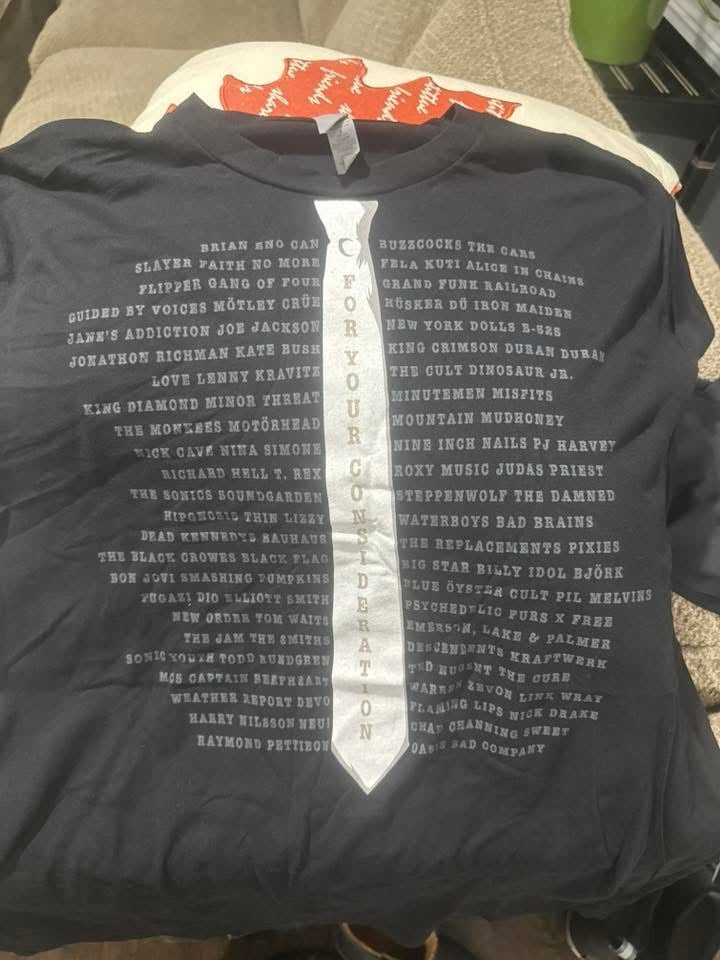 BRIAN ENO CAN
SLAYER FAITH NO MORE
FLIPPER GANG OF FOUR
GUIDED BY VOICES MÖTLEY CRÜE
JANE'S ADDICTION JOE JACKSON
JONATHON RICHMAN KATE BUSH
LOVE LENNY KRAVITZ
KING DIAMOND MINOR THREAT
THE MONKEES MOTÖRHEAD
NICK CAVE NINA SIMONE
RICHARD HELL T. REX
THE SONICS SOUNDGARDEN
HIPGNOSIS THIN LIZZY
DEAD KENNEDYS BAUHAUS
THE BLACK CROWES BLACK FLAG
BON JOVI SMASHING PUMPKINS
FUGAZI DIO ELLIOTT SMITH
NEW ORDER TOM WAITS
THE JAM THE SMITHS
SONIC YOUTH TODD RUNDGREN
MC5 CAPTAIN BEEFHEART
WEATHER REPORT DEVO
HARRY NILSSON NEU!
RAYMOND PETTIBON
FOR YOUR CONSIDERATION
BUZZCOCKS THE CARS
FELA KUTI ALICE IN CHAINS
GRAND FUNK RAILROAD
HÜSKER DÜ IRON MAIDEN
NEW YORK DOLLS B-52S
KING CRIMSON DURAN DURAN
THE CULT DINOSAUR JR.
MINUTEMEN MISFITS
MOUNTAIN MUDHONEY
NINE INCH NAILS PJ HARVEY
ROXY MUSIC JUDAS PRIEST
STEPPENWOLF THE DAMNED
WATERBOYS BAD BRAINS
THE REPLACEMENTS PIXIES
BIG STAR BILLY IDOL BJÖRK
BLUE ÖYSTER CULT PIL MELVINS
PSYCHEDELIC FURS X FREE
EMERSON, LAKE & PALMER
DESCENDENTS KRAFTWERK
TED NUGENT THE CURE
WARREN ZEVON LINK WRAY
FLAMING LIPS NICK DRAKE
CHAD CHANNING SWEET
OASIS BAD COMPANY